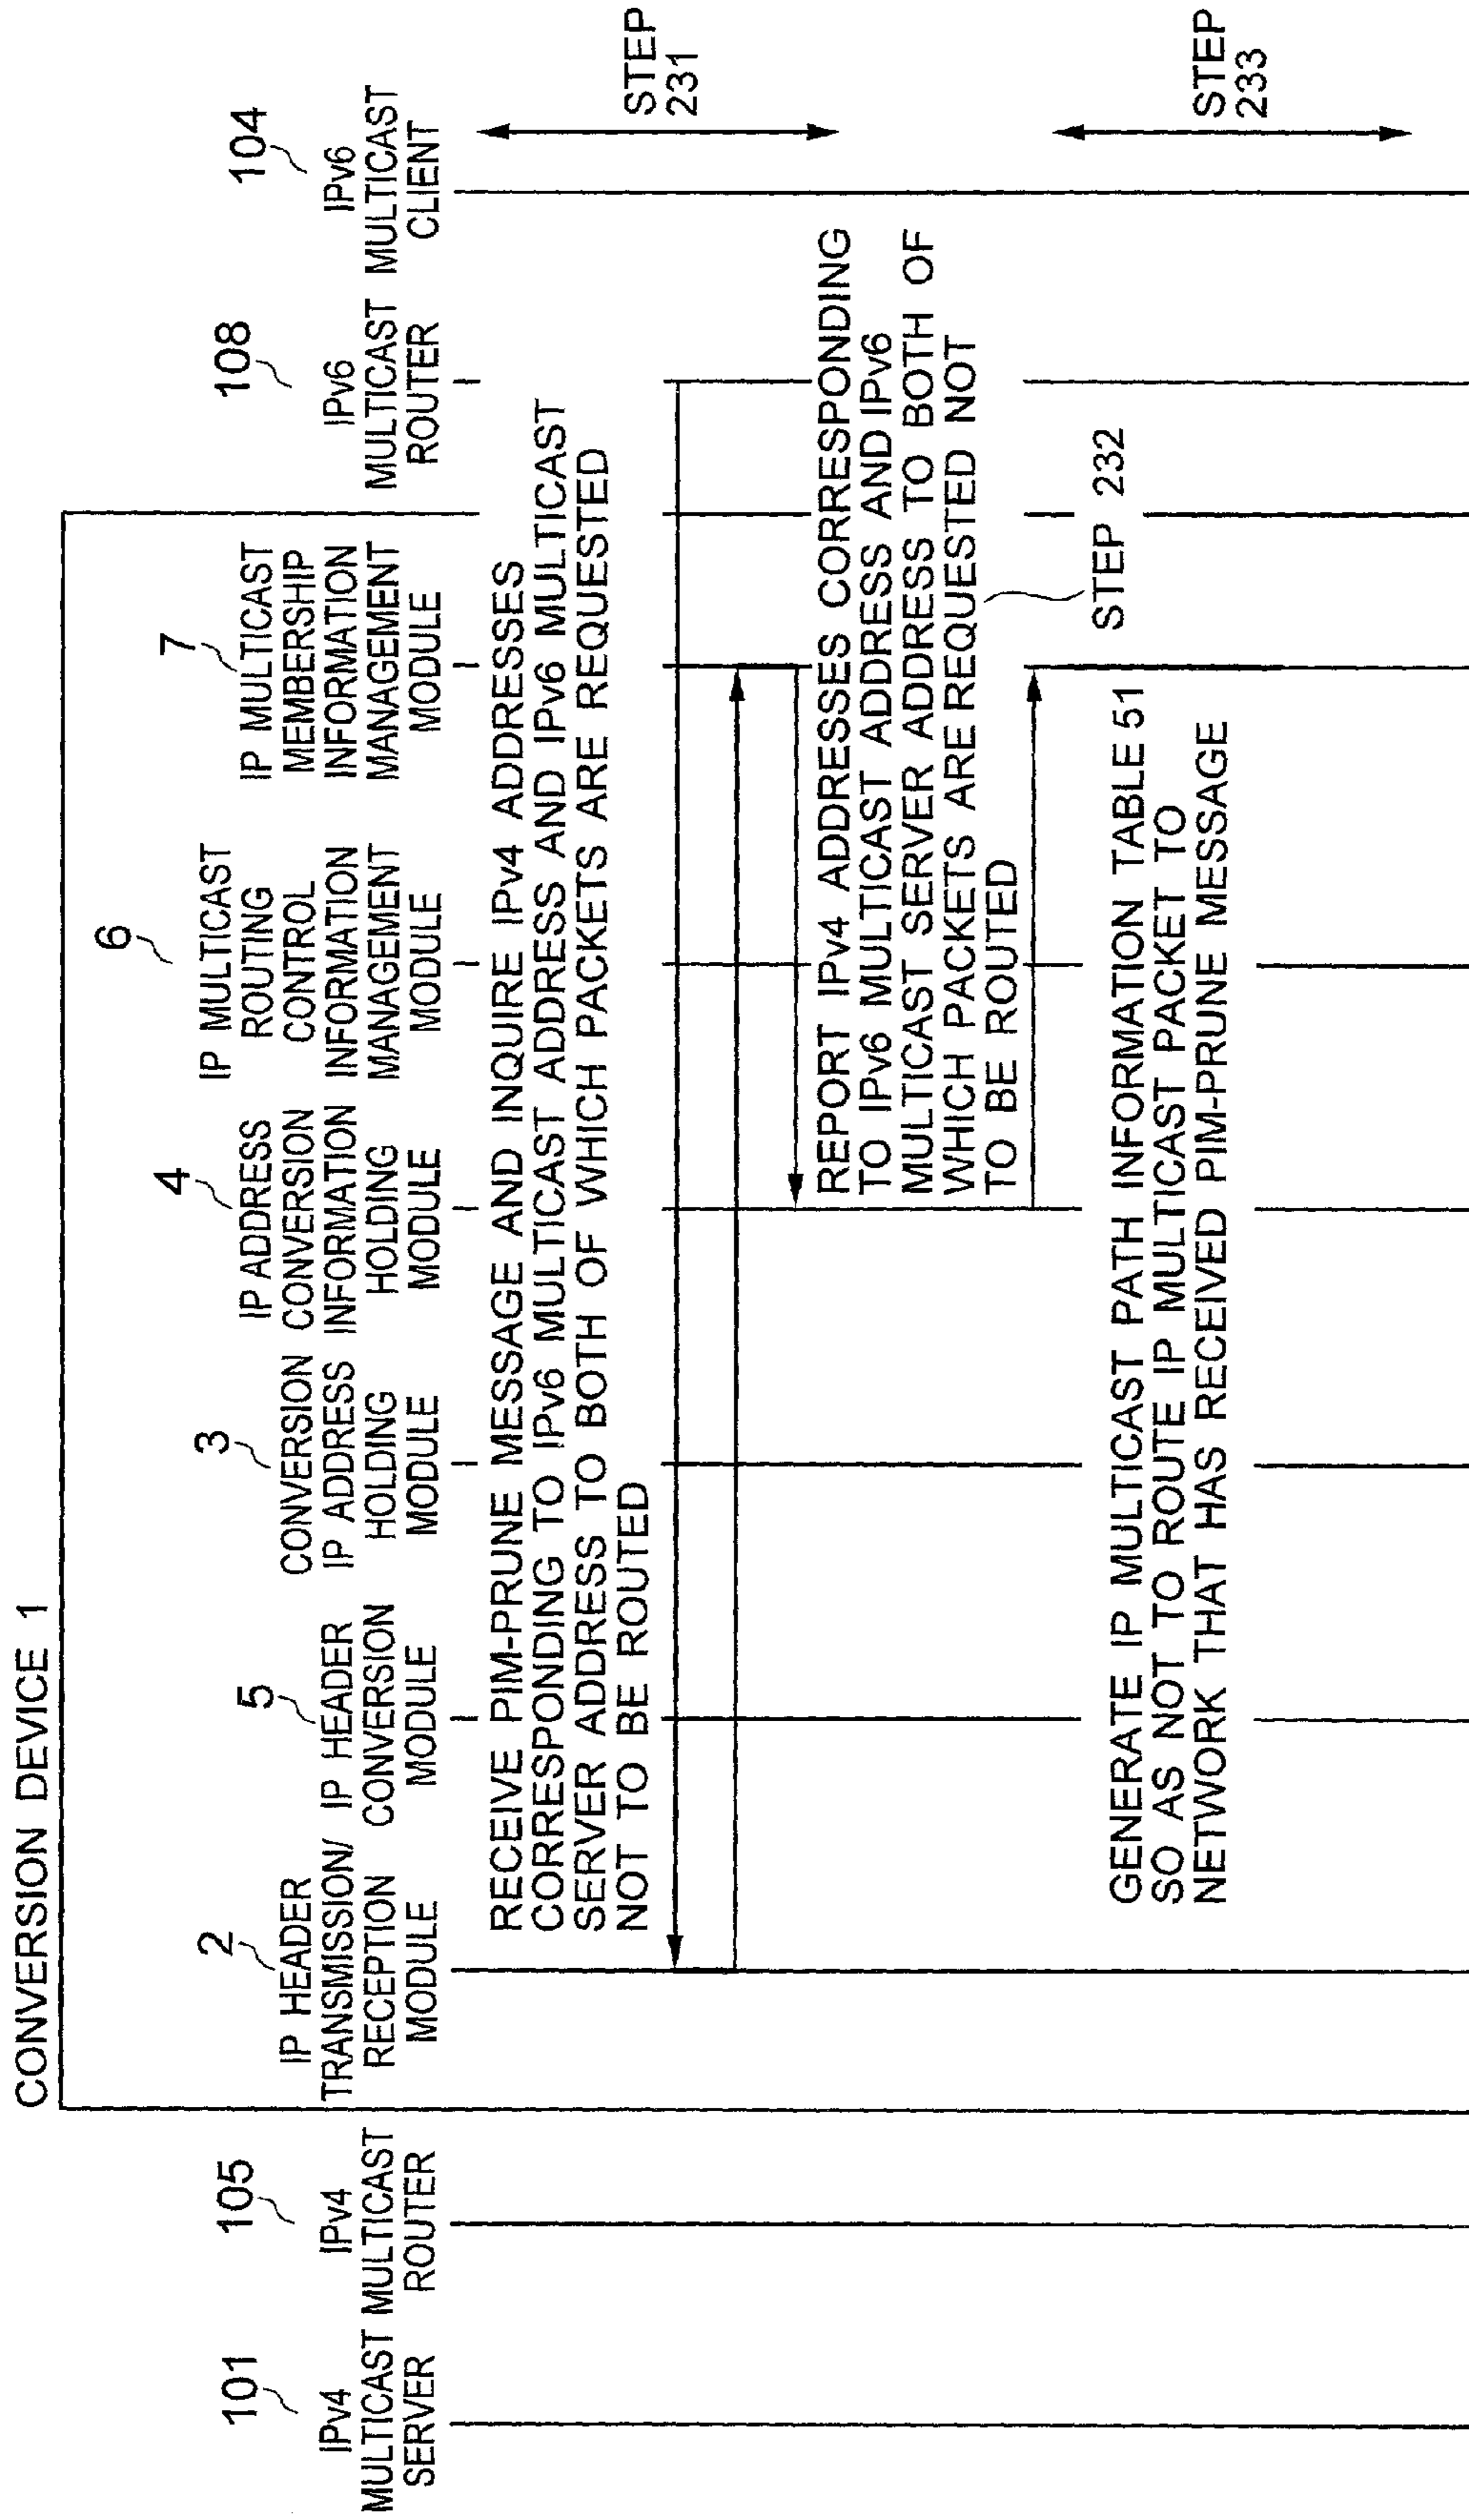 CONVERSION DEVICE 1
101
IPv4
MULTICAST
SERVER
105
IPv4
MULTICAST
ROUTER
2
IP HEADER
TRANSMISSION/
RECEPTION
MODULE
5
IP HEADER
CONVERSION
MODULE
3
CONVERSION
IP ADDRESS
HOLDING
MODULE
4
IP ADDRESS
CONVERSION
INFORMATION
HOLDING
MODULE
6
IP MULTICAST
ROUTING
CONTROL
INFORMATION
MANAGEMENT
MODULE
7
IP MULTICAST
MEMBERSHIP
INFORMATION
MANAGEMENT
MODULE
108
IPv6
MULTICAST
ROUTER
104
IPv6
MULTICAST
CLIENT
RECEIVE PIM-PRUNE MESSAGE AND INQUIRE IPv4 ADDRESSES
CORRESPONDING TO IPv6 MULTICAST ADDRESS AND IPv6 MULTICAST
SERVER ADDRESS TO BOTH OF WHICH PACKETS ARE REQUESTED
NOT TO BE ROUTED
STEP
231
REPORT IPv4 ADDRESSES CORRESPONDING
TO IPv6 MULTICAST ADDRESS AND IPv6
MULTICAST SERVER ADDRESS TO BOTH OF
WHICH PACKETS ARE REQUESTED NOT
TO BE ROUTED
STEP 232
GENERATE IP MULTICAST PATH INFORMATION TABLE 51
SO AS NOT TO ROUTE IP MULTICAST PACKET TO
NETWORK THAT HAS RECEIVED PIM-PRUNE MESSAGE
STEP
233